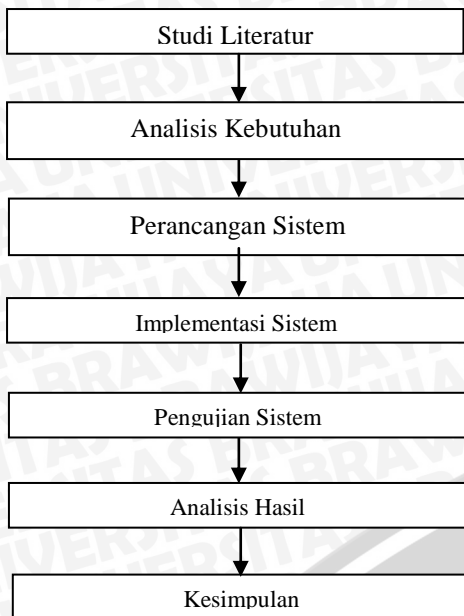 Studi Literatur
Analisis Kebutuhan
Perancangan Sistem
Implementasi Sistem
Pengujian Sistem
Analisis Hasil
Kesimpulan